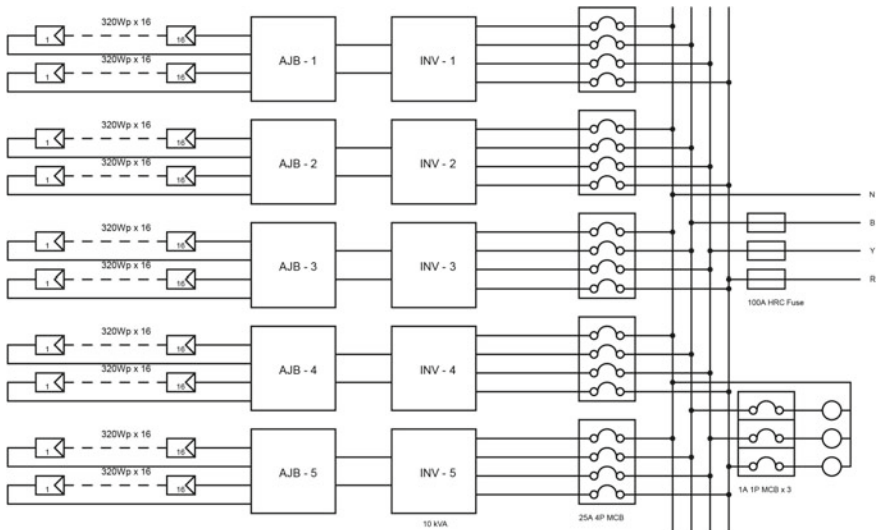 320Wp x 16
1 16
320Wp x 16
1 16
AJB - 1
INV - 1
320Wp x 16
1 16
320Wp x 16
1 16
AJB - 2
INV - 2
N
B
Y
R
100A HRC Fuse
320Wp x 16
1 16
320Wp x 16
1 16
AJB - 3
INV - 3
320Wp x 16
1 16
320Wp x 16
1 16
AJB - 4
INV - 4
320Wp x 16
1 16
320Wp x 16
1 16
AJB - 5
INV - 5
1A 1P MCB x 3
10 kVA
25A 4P MCB